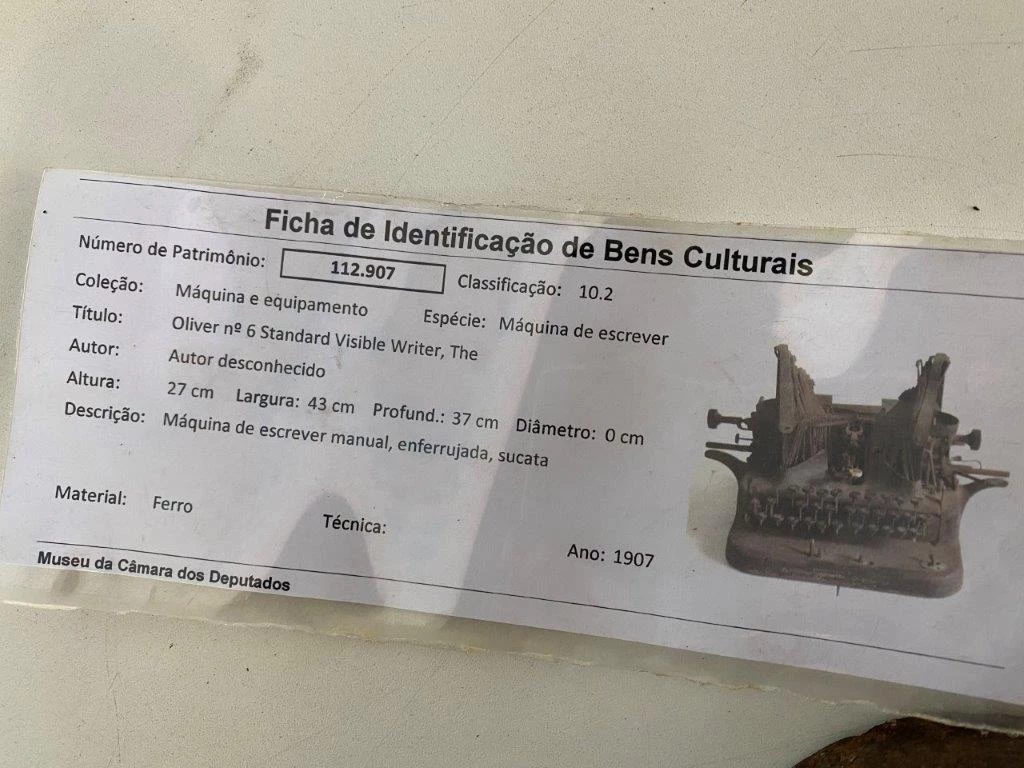 Ficha de Identificação de Bens Culturais
Número de Patrimônio: 112.907 Classificação: 10.2
Coleção: Máquina e equipamento Espécie: Máquina de escrever
Título: Oliver nº 6 Standard Visible Writer, The
Autor: Autor desconhecido
Altura: 27 cm Largura: 43 cm Profund.: 37 cm Diâmetro: 0 cm
Descrição: Máquina de escrever manual, enferrujada, sucata
Material: Ferro Técnica: Ano: 1907
Museu da Câmara dos Deputados